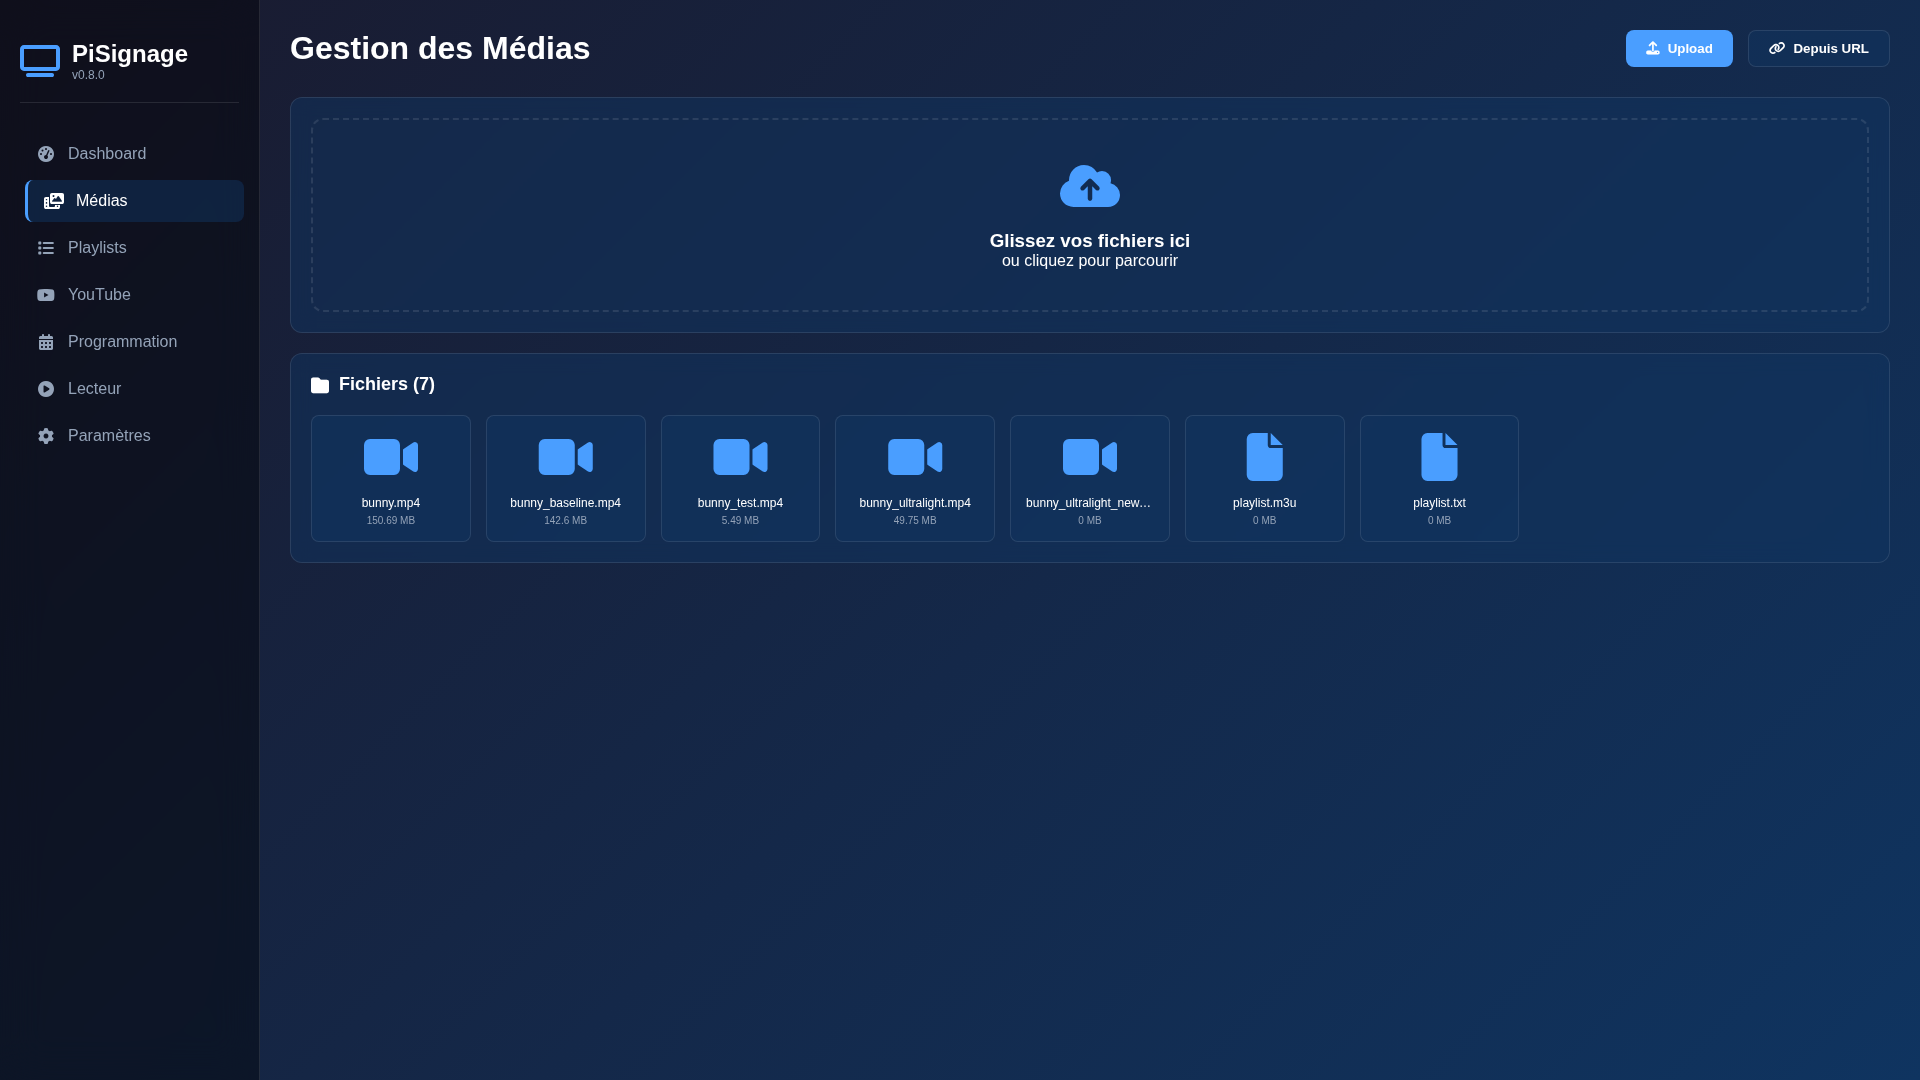 PiSignage
v0.8.0
Dashboard
Médias
Playlists
YouTube
Programmation
Lecteur
Paramètres
Gestion des Médias
Upload
Depuis URL
Glissez vos fichiers ici
ou cliquez pour parcourir
Fichiers (7)
bunny.mp4
150.69 MB
bunny_baseline.mp4
142.6 MB
bunny_test.mp4
5.49 MB
bunny_ultralight.mp4
49.75 MB
bunny_ultralight_new…
0 MB
playlist.m3u
0 MB
playlist.txt
0 MB